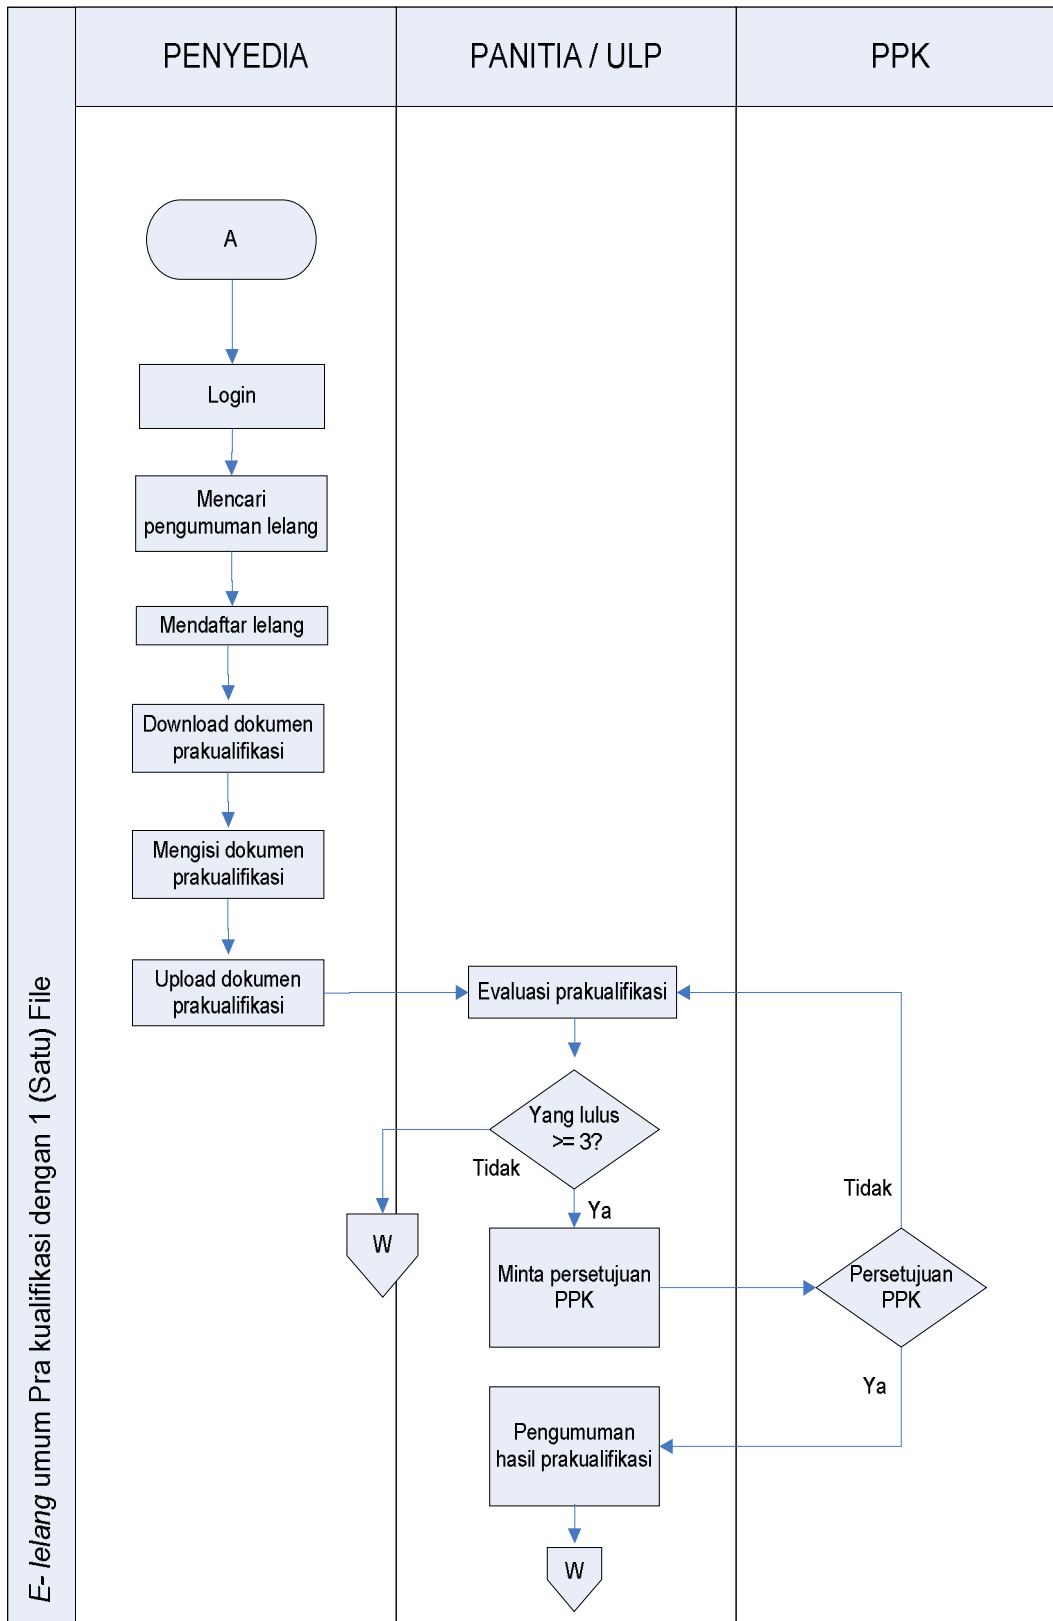 PENYEDIA
PANITIA / ULP
PPK
E- lelang umum Pra kualifikasi dengan 1 (Satu) File
A
Login
Mencari
pengumuman lelang
Mendaftar lelang
Download dokumen
prakualifikasi
Mengisi dokumen
prakualifikasi
Upload dokumen
prakualifikasi
Evaluasi prakualifikasi
Yang lulus
>= 3?
Tidak
Ya
W
Minta persetujuan
PPK
Persetujuan
PPK
Tidak
Ya
Pengumuman
hasil prakualifikasi
W